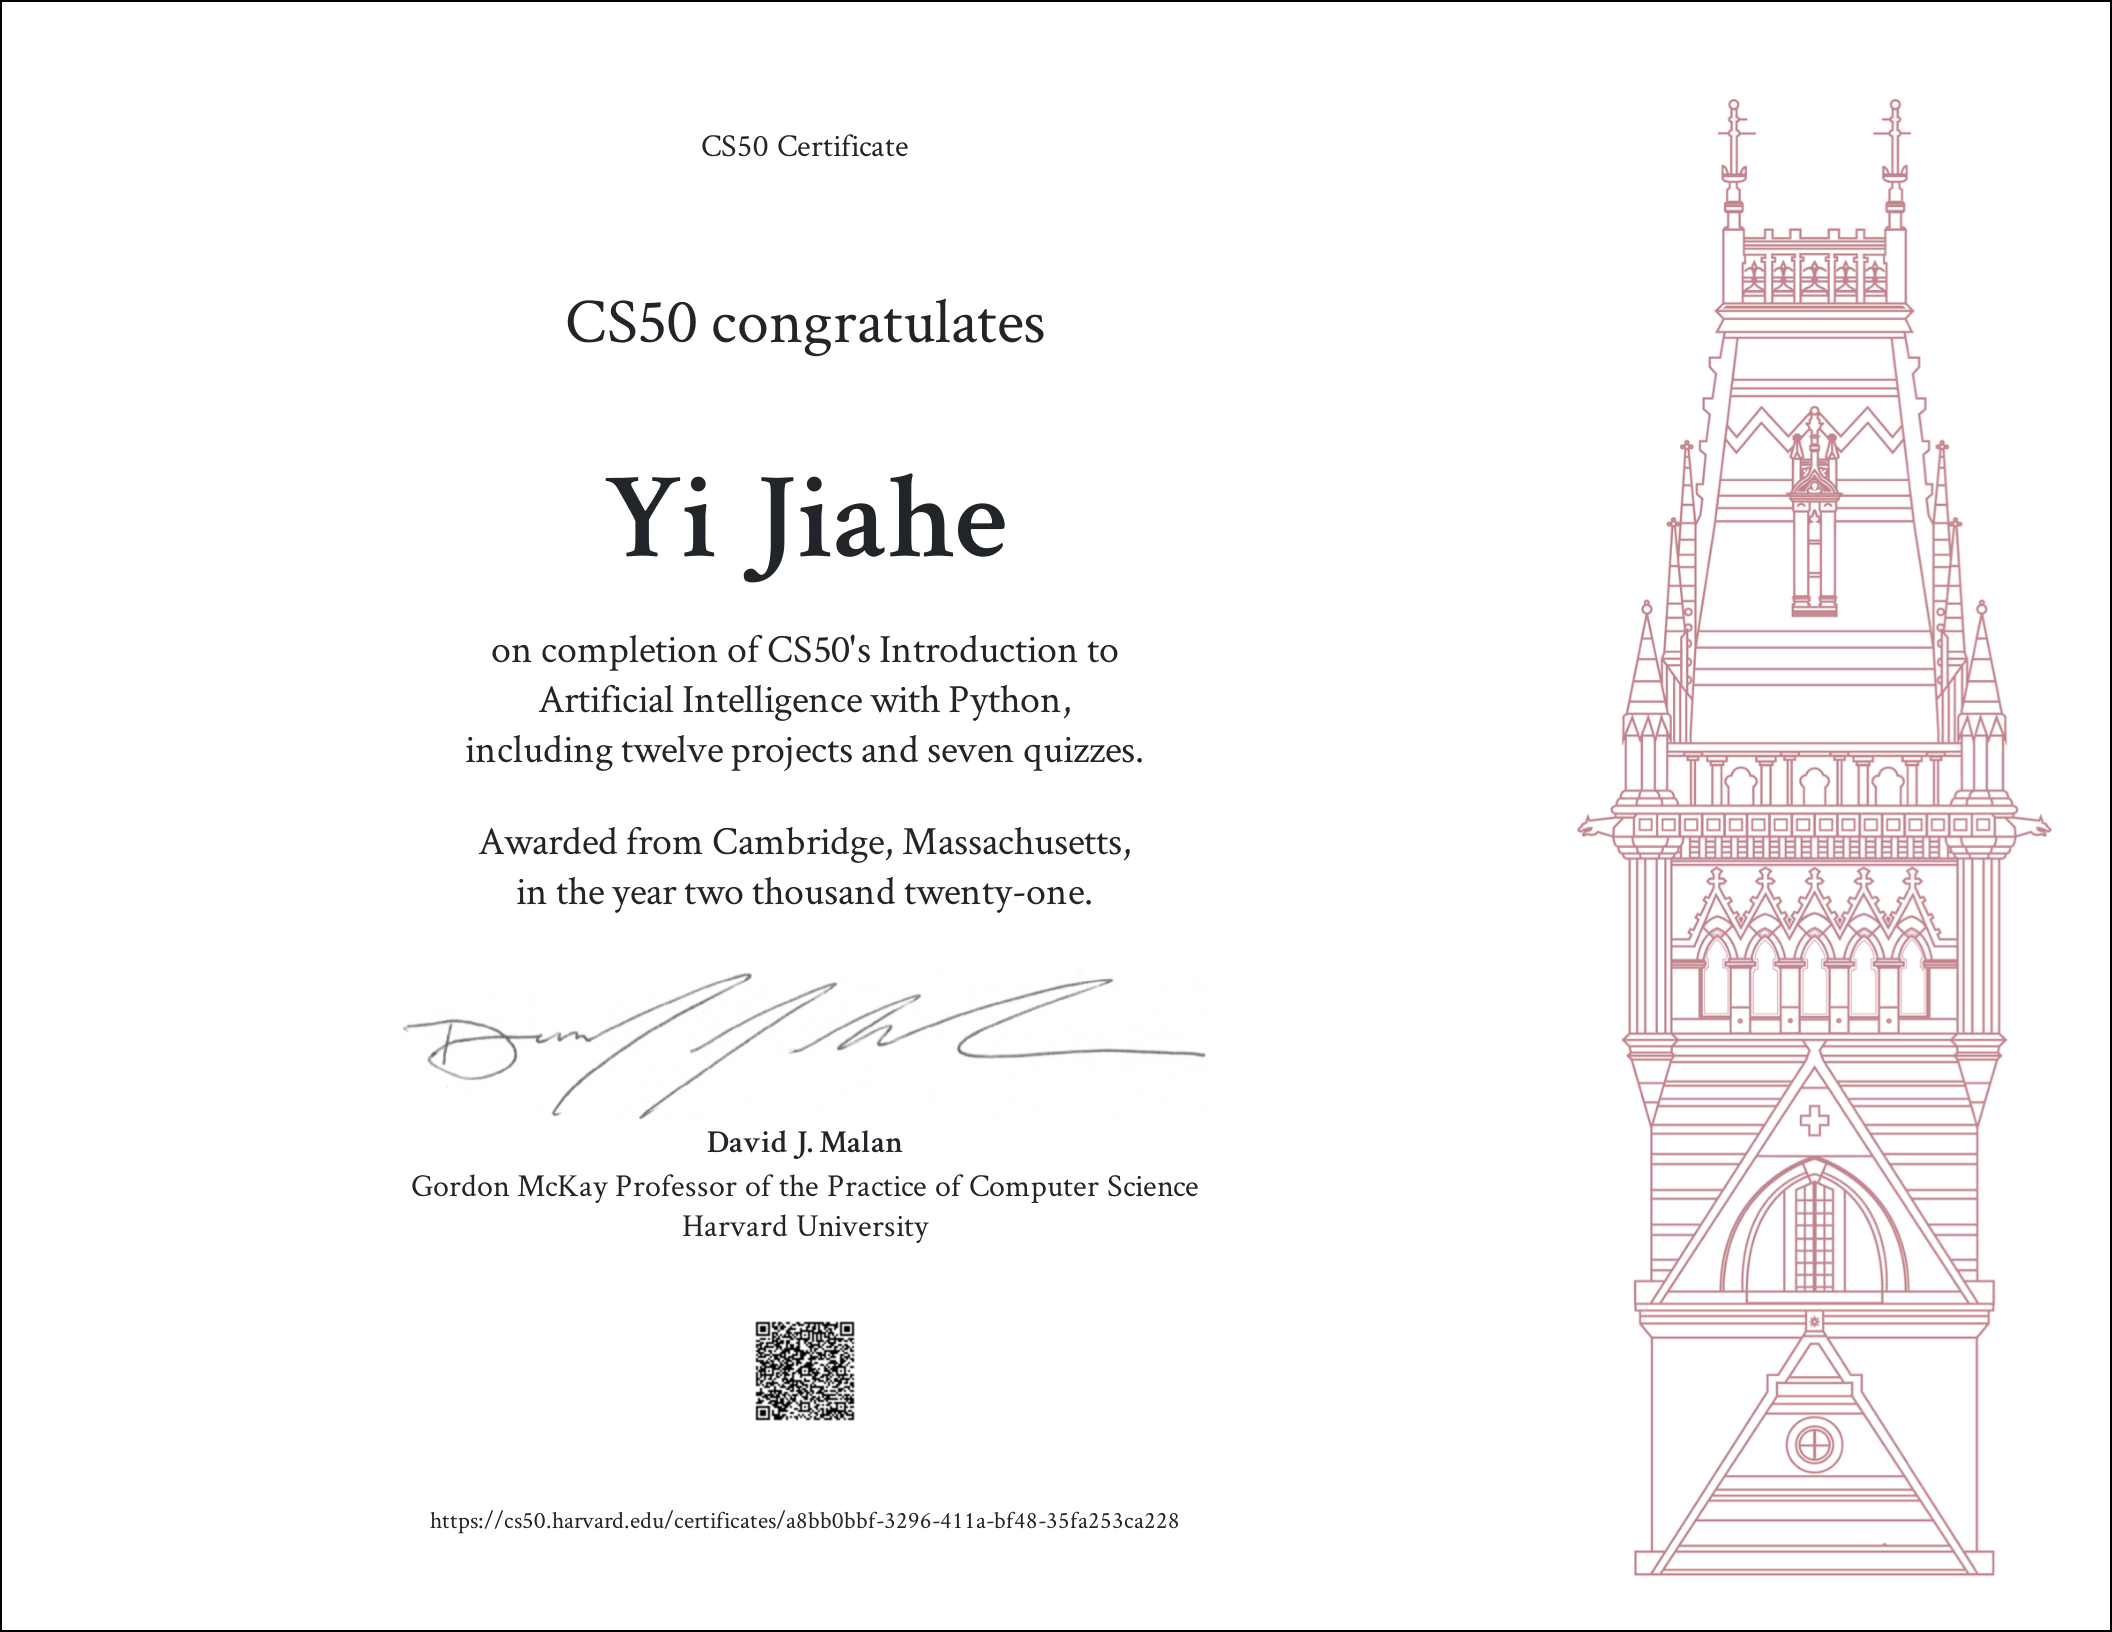 CS50 Certificate
CS50 congratulates
Yi Jiahe
on completion of CS50's Introduction to
Artificial Intelligence with Python,
including twelve projects and seven quizzes.
Awarded from Cambridge, Massachusetts,
in the year two thousand twenty-one.
David J. Malan
Gordon McKay Professor of the Practice of Computer Science
Harvard University
https://cs50.harvard.edu/certificates/a8bb0bbf-3296-411a-bf48-35fa253ca228